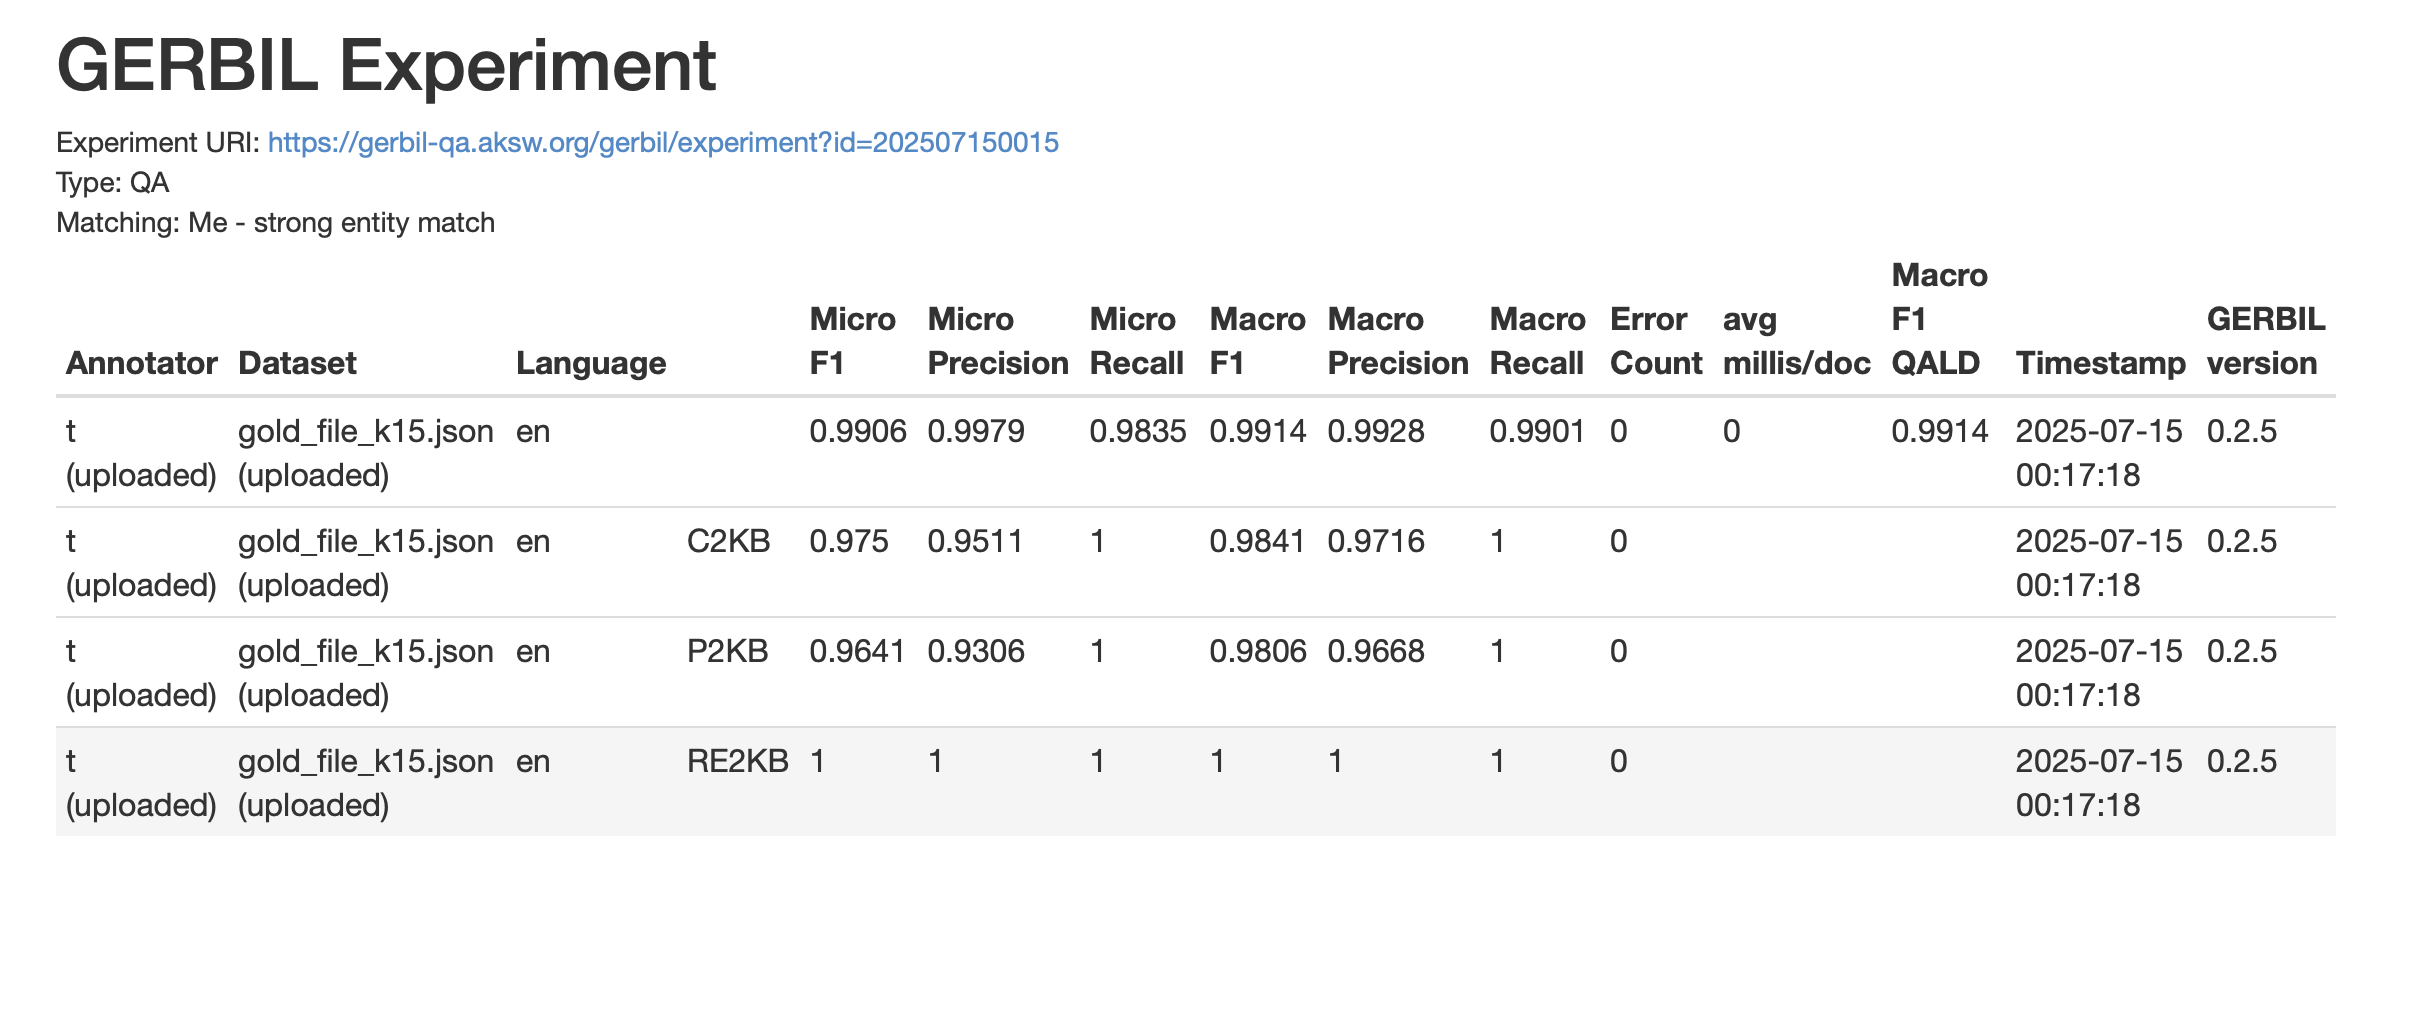 GERBIL Experiment
Experiment URI: https://gerbil-qa.aksw.org/gerbil/experiment?id=202507150015
Type: QA
Matching: Me - strong entity match
Annotator Dataset Language Micro F1 Micro Precision Micro Recall Macro F1 Macro Precision Macro Recall Error Count avg millis/doc Macro F1 QALD Timestamp GERBIL version
t (uploaded) gold_file_k15.json (uploaded) en 0.9906 0.9979 0.9835 0.9914 0.9928 0.9901 0 0 0.9914 2025-07-15 00:17:18 0.2.5
t (uploaded) gold_file_k15.json (uploaded) en C2KB 0.975 0.9511 1 0.9841 0.9716 1 0 2025-07-15 00:17:18 0.2.5
t (uploaded) gold_file_k15.json (uploaded) en P2KB 0.9641 0.9306 1 0.9806 0.9668 1 0 2025-07-15 00:17:18 0.2.5
t (uploaded) gold_file_k15.json (uploaded) en RE2KB 1 1 1 1 1 1 0 2025-07-15 00:17:18 0.2.5